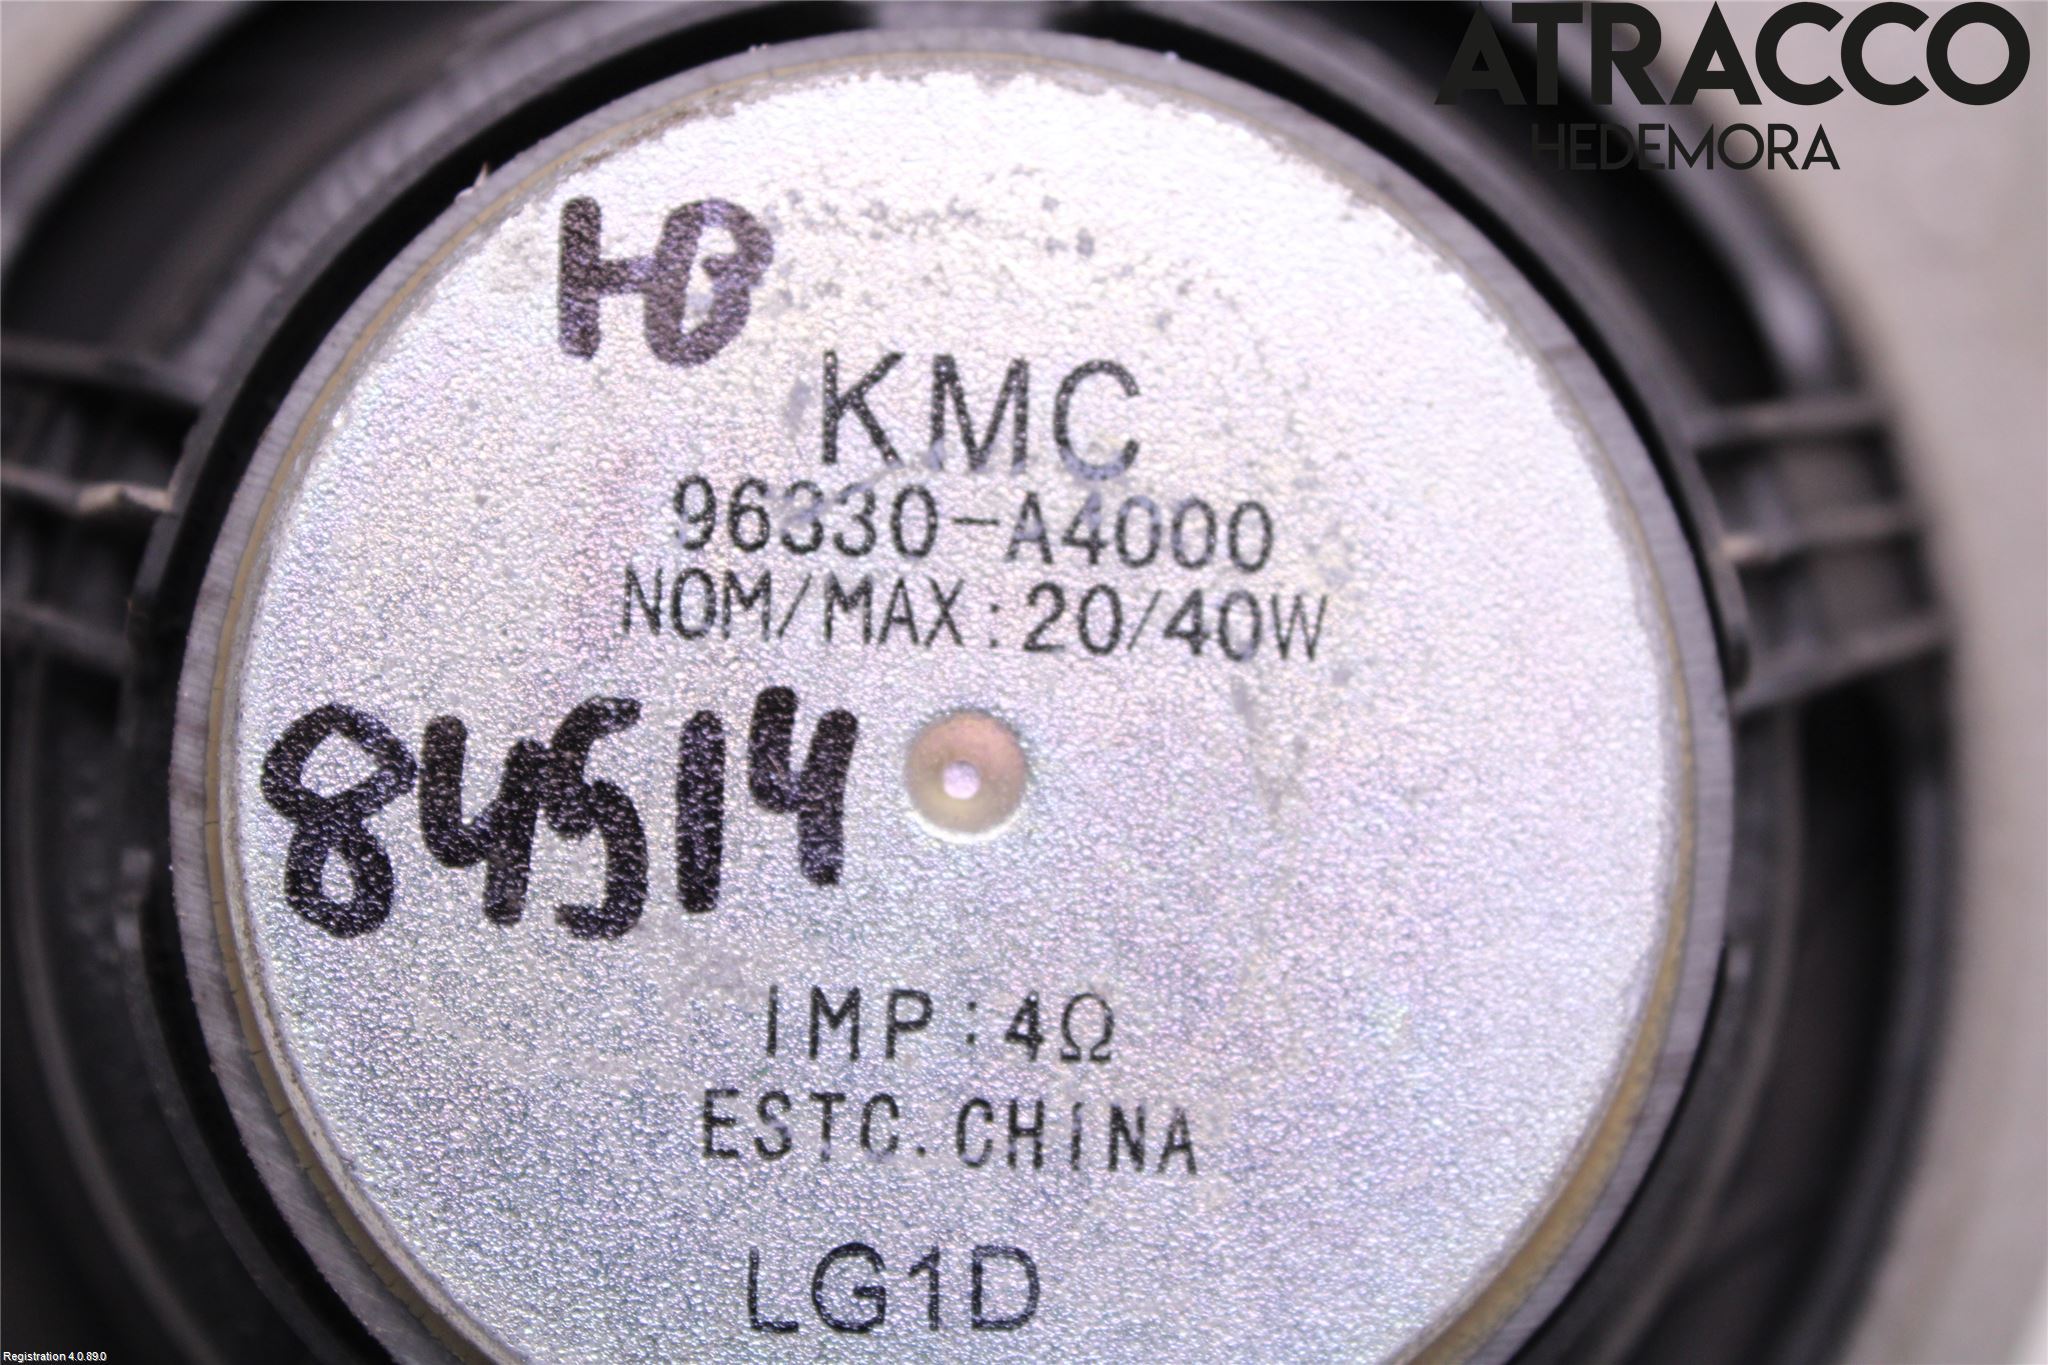 ATRACCO
HEDEMORA
KMC
96330-A4000
NOM/MAX:20/40W
84514
IMP:4Ω
ESTC.CHINA
LG1D
Registration 4.0.89.0